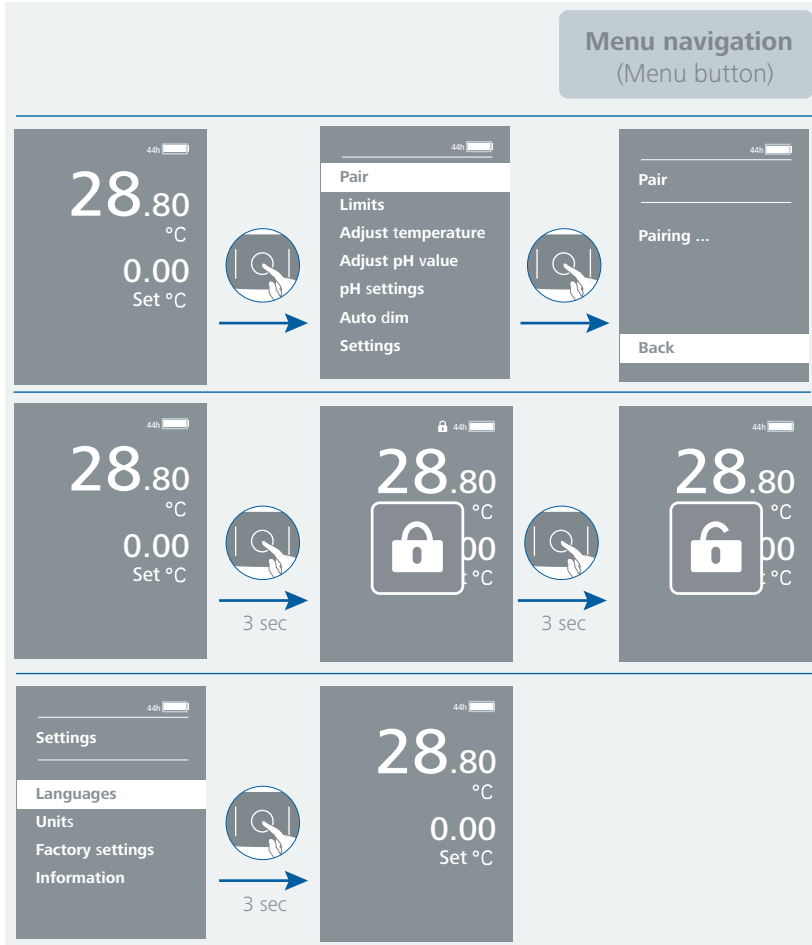 Menu navigation
(Menu button)
44h
28.80
°C
0.00
Set °C
44h
Pair
Limits
Adjust temperature
Adjust pH value
pH settings
Auto dim
Settings
44h
Pair
Pairing ...
Back
44h
28.80
°C
0.00
Set °C
3 sec
44h
28.80
°C
00
°C
3 sec
44h
28.80
°C
00
°C
44h
Settings
Languages
Units
Factory settings
Information
3 sec
44h
28.80
°C
0.00
Set °C